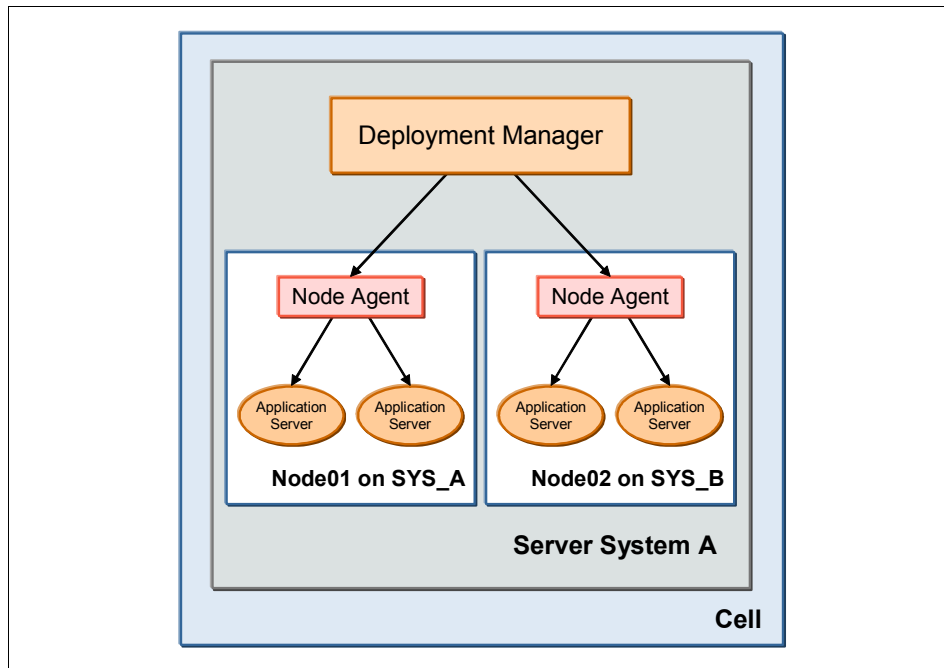 Deployment Manager
Node Agent
Node Agent
Application
Server
Application
Server
Application
Server
Application
Server
Node01 on SYS_A
Node02 on SYS_B
Server System A
Cell